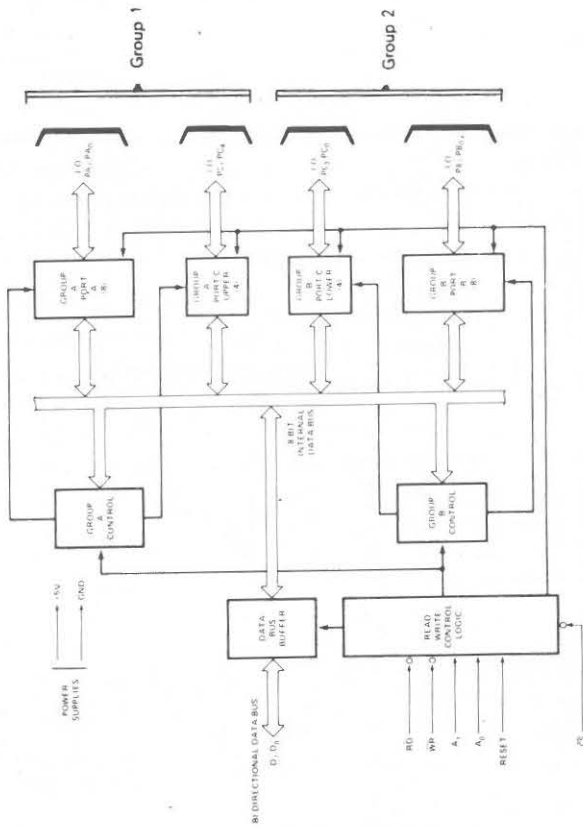 POWER
SUPPLIES
+5V
GND
GROUP
A
CONTROL
GROUP
A
PORT
A
(8)
I/O
PA7-PA0
Group 1
GROUP
A
PORT C
UPPER
(4)
I/O
PC7-PC4
BI DIRECTIONAL DATA BUS
D7-D0
DATA
BUS
BUFFER
8 BIT
INTERNAL
DATA BUS
GROUP
B
PORT C
LOWER
(4)
I/O
PC3-PC0
Group 2
RD
WR
A1
A0
RESET
READ
WRITE
CONTROL
LOGIC
GROUP
B
CONTROL
GROUP
B
PORT
B
(8)
I/O
PB7-PB0